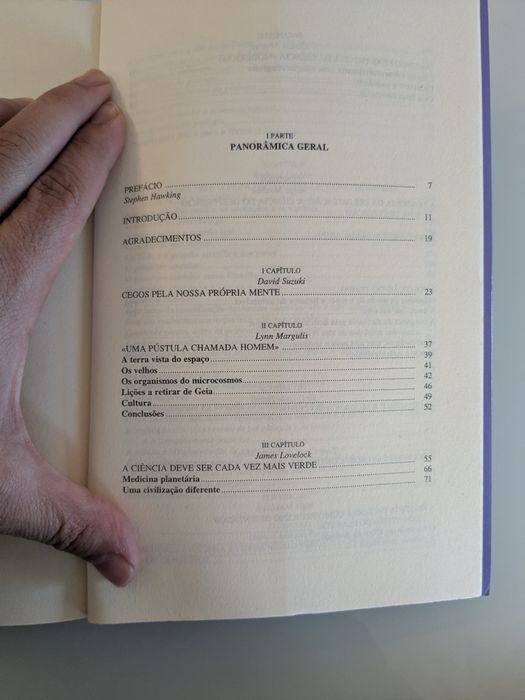 I PARTE
PANORÂMICA GERAL
PREFÁCIO 7
Stephen Hawking
INTRODUÇÃO 11
AGRADECIMENTOS 19
I CAPÍTULO
David Suzuki
CEGOS PELA NOSSA PRÓPRIA MENTE 23
II CAPÍTULO
Lynn Margulis
«UMA PÚSTULA CHAMADA HOMEM» 37
A terra vista do espaço 39
Os velhos 41
Os organismos do microcosmos 42
Lições a retirar de Geia 46
Cultura 49
Conclusões 52
III CAPÍTULO
James Lovelock
A CIÊNCIA DEVE SER CADA VEZ MAIS VERDE 55
Medicina planetária 66
Uma civilização diferente 71